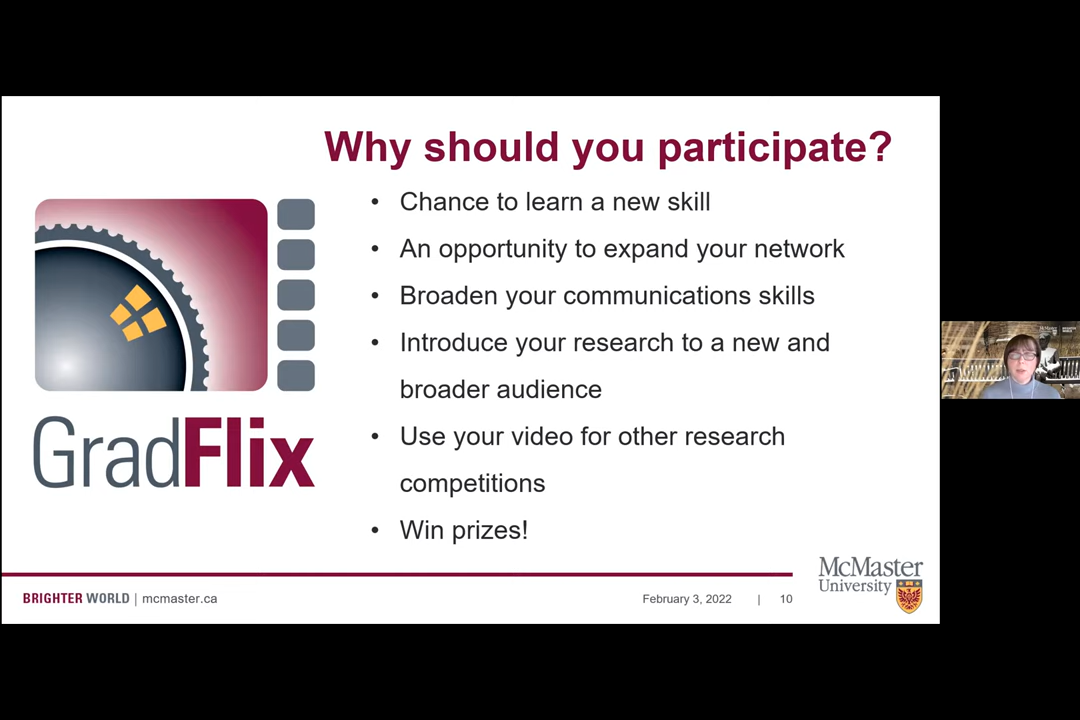 Why should you participate?
• Chance to learn a new skill
• An opportunity to expand your network
• Broaden your communications skills
• Introduce your research to a new and
broader audience
• Use your video for other research
competitions
• Win prizes!
GradFlix
BRIGHTER WORLD | mcmaster.ca
February 3, 2022 | 10
McMaster
University
McMaster